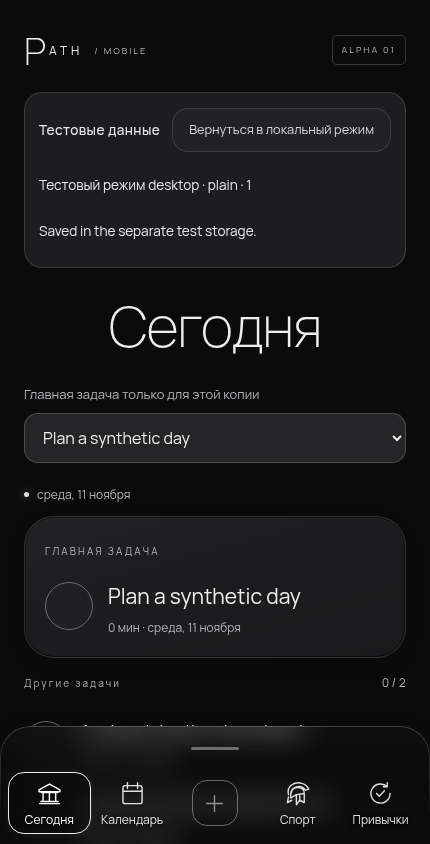 PATH / MOBILE ALPHA 01
Тестовые данные Вернуться в локальный режим
Тестовый режим desktop · plain · 1
Saved in the separate test storage.
Сегодня
Главная задача только для этой копии
Plan a synthetic day
среда, 11 ноября
ГЛАВНАЯ ЗАДАЧА
Plan a synthetic day
0 мин · среда, 11 ноября
Другие задачи 0 / 2
Сегодня Календарь Спорт Привычки